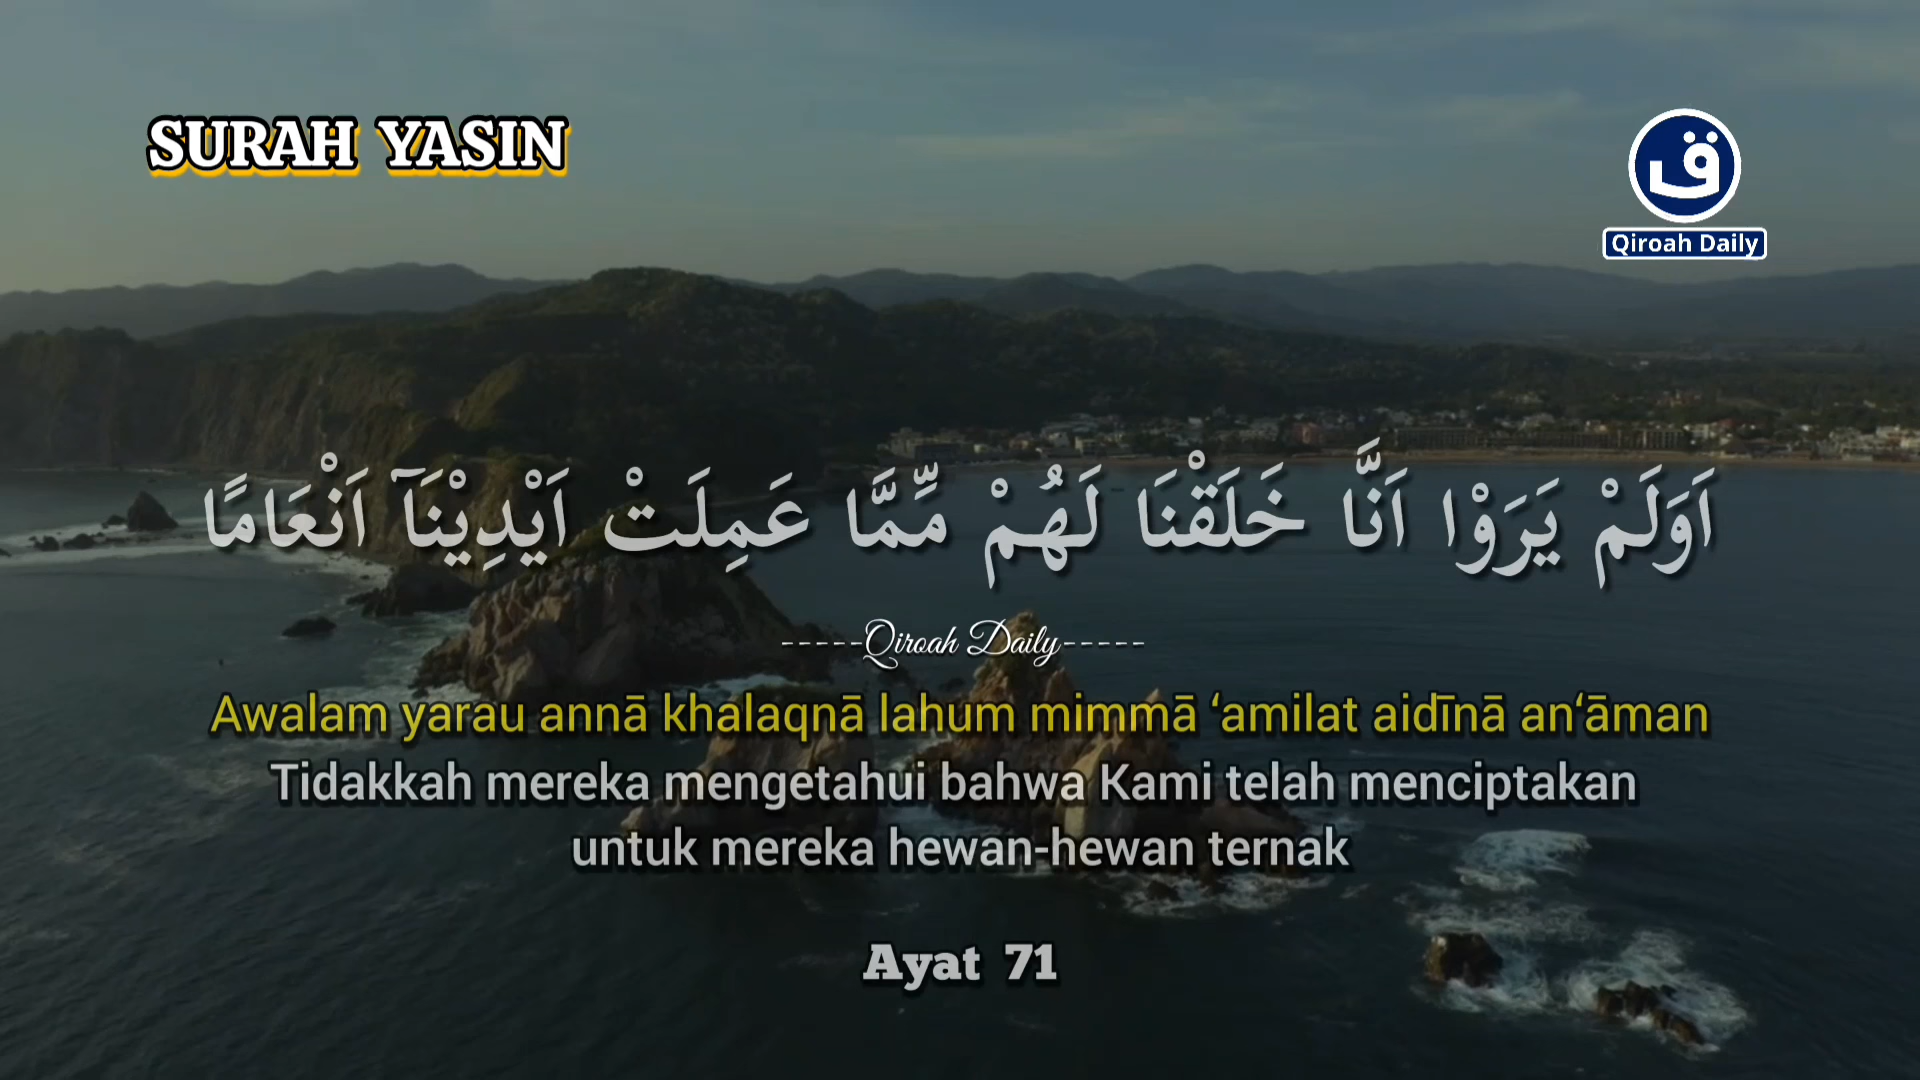 SURAH YASIN
ق
Qiroah Daily
اَوَلَمْ يَرَوْا اَنَّا خَلَقْنَا لَهُمْ مِّمَّا عَمِلَتْ اَيْدِيْنَآ اَنْعَامًا
-----Qiroah Daily-----
Awalam yarau annā khalaqnā lahum mimmā ‘amilat aidīnā an‘āman
Tidakkah mereka mengetahui bahwa Kami telah menciptakan
untuk mereka hewan-hewan ternak
Ayat 71